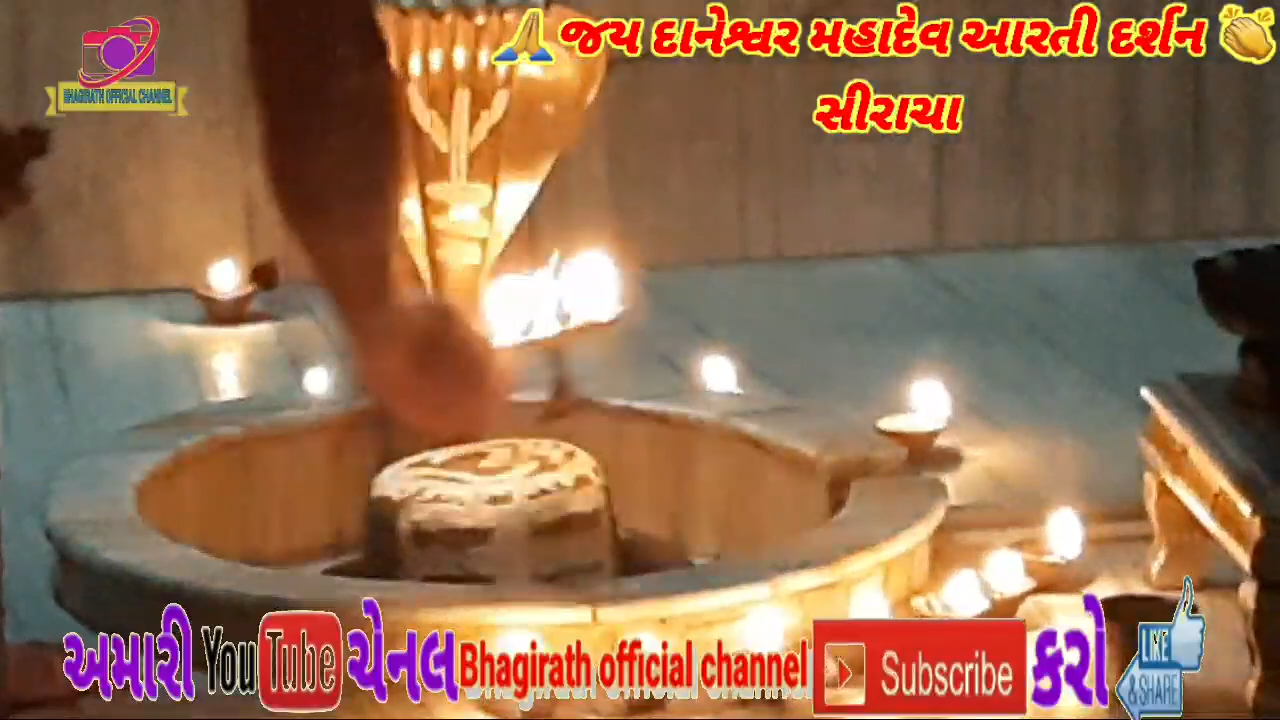 BHAGIRATH OFFICIAL CHANNEL
🙏જય દાનેશ્વર મહાદેવ આરતી દર્શન 👏
સીરાચા
અમારી YouTube ચેનલ Bhagirath official channel Subscribe કરો LIKE & SHARE